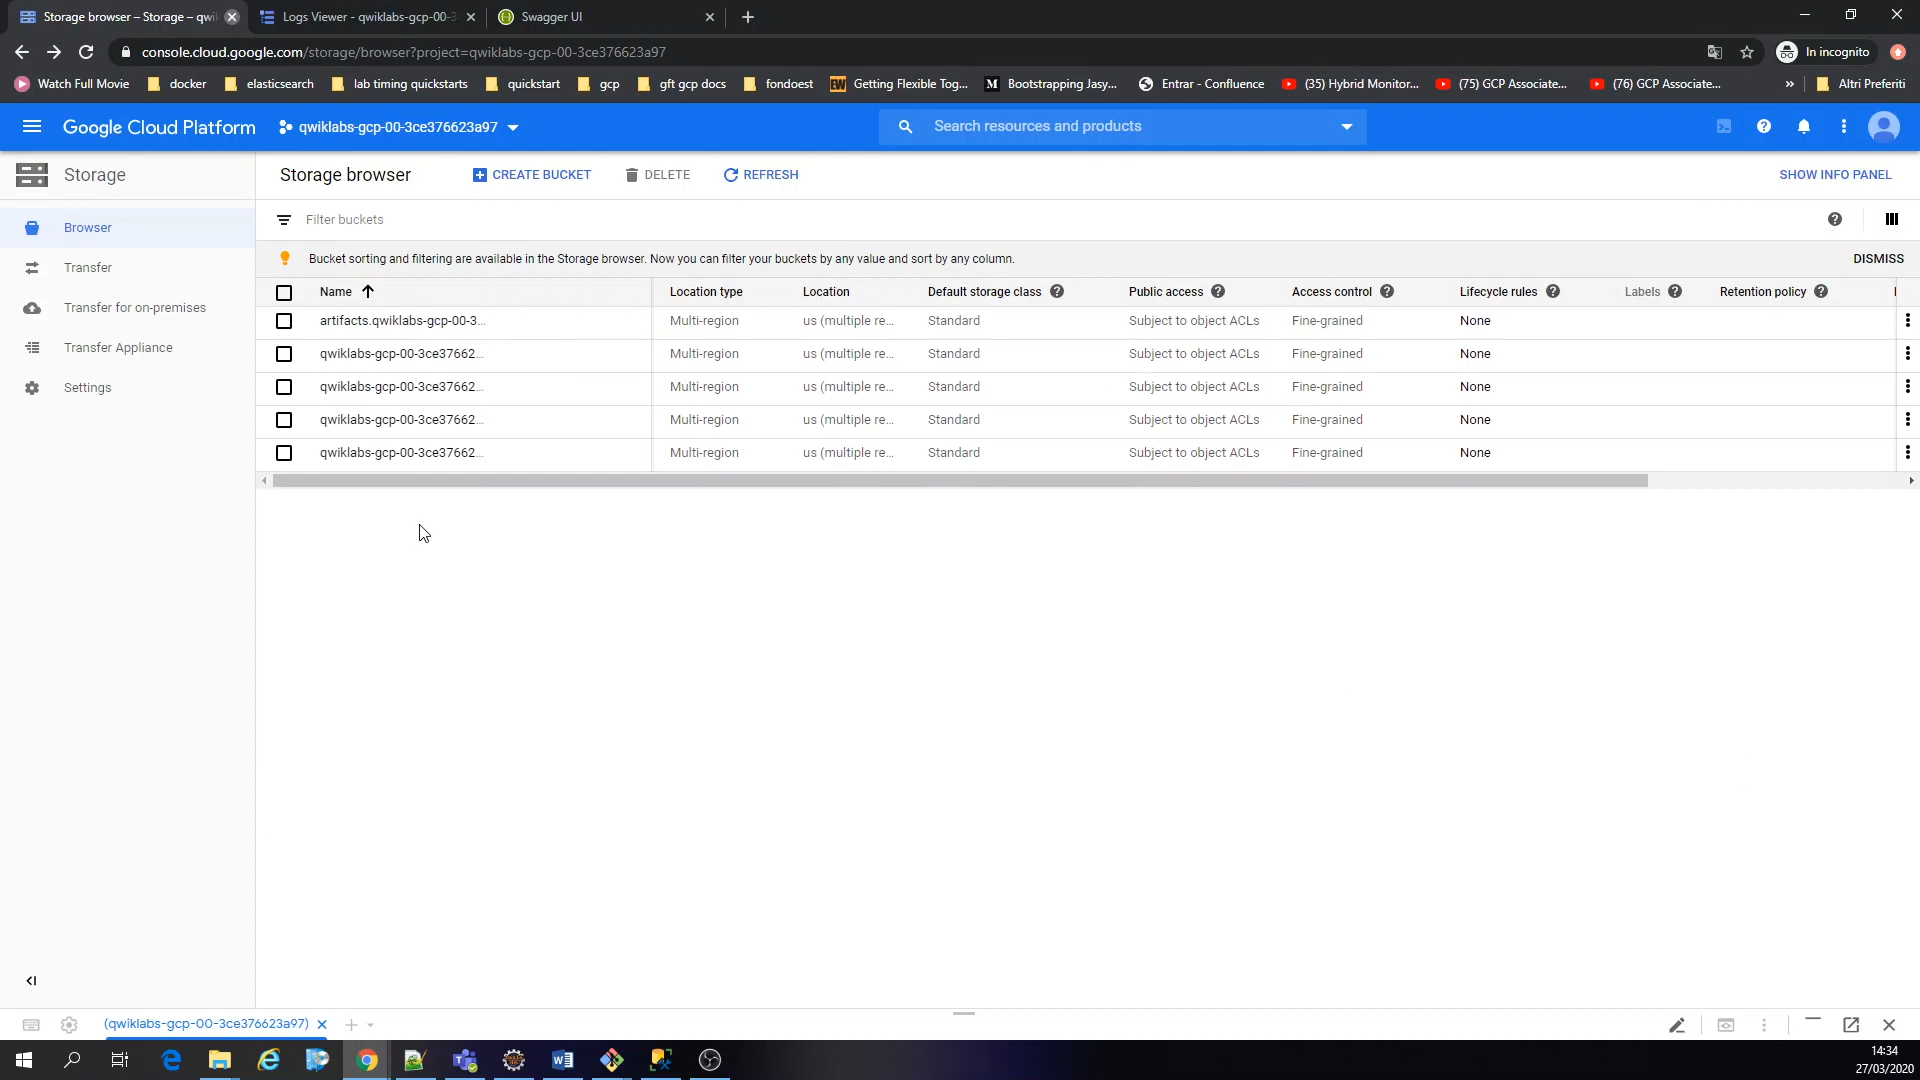 Storage browser – Storage – qwi
Logs Viewer - qwiklabs-gcp-00-3
Swagger UI
console.cloud.google.com/storage/browser?project=qwiklabs-gcp-00-3ce376623a97
In incognito
Watch Full Movie
docker
elasticsearch
lab timing quickstarts
quickstart
gcp
gft gcp docs
fondoest
Getting Flexible Tog...
Bootstrapping Jasy...
Entrar - Confluence
(35) Hybrid Monitor...
(75) GCP Associate...
(76) GCP Associate...
»
Altri Preferiti
Google Cloud Platform
qwiklabs-gcp-00-3ce376623a97
Search resources and products
Storage
Storage browser
CREATE BUCKET
DELETE
REFRESH
SHOW INFO PANEL
Browser
Transfer
Transfer for on-premises
Transfer Appliance
Settings
Filter buckets
Bucket sorting and filtering are available in the Storage browser. Now you can filter your buckets by any value and sort by any column.
DISMISS
Name Location type Location Default storage class Public access Access control Lifecycle rules Labels Retention policy
artifacts.qwiklabs-gcp-00-3... Multi-region us (multiple re... Standard Subject to object ACLs Fine-grained None
qwiklabs-gcp-00-3ce37662... Multi-region us (multiple re... Standard Subject to object ACLs Fine-grained None
qwiklabs-gcp-00-3ce37662... Multi-region us (multiple re... Standard Subject to object ACLs Fine-grained None
qwiklabs-gcp-00-3ce37662... Multi-region us (multiple re... Standard Subject to object ACLs Fine-grained None
qwiklabs-gcp-00-3ce37662... Multi-region us (multiple re... Standard Subject to object ACLs Fine-grained None
(qwiklabs-gcp-00-3ce376623a97)
14:34
27/03/2020